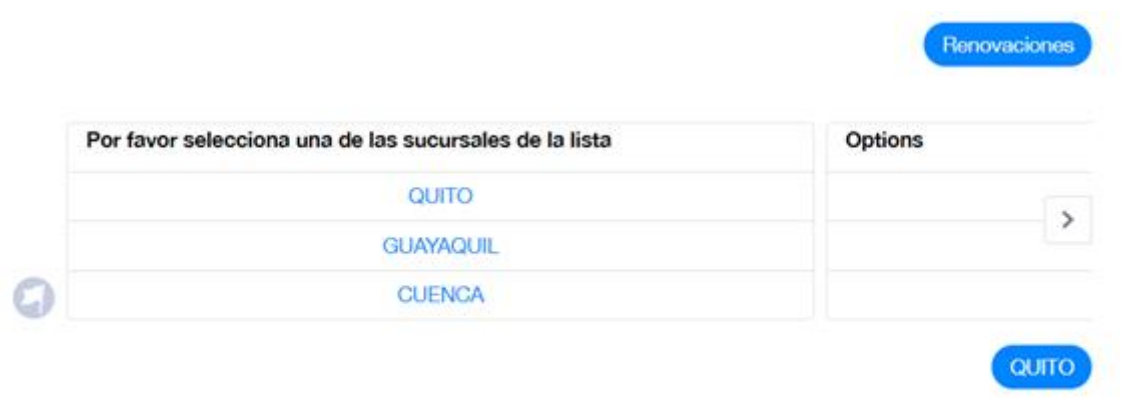 Renovaciones
Por favor selecciona una de las sucursales de la lista
Options
QUITO
GUAYAQUIL
CUENCA
QUITO